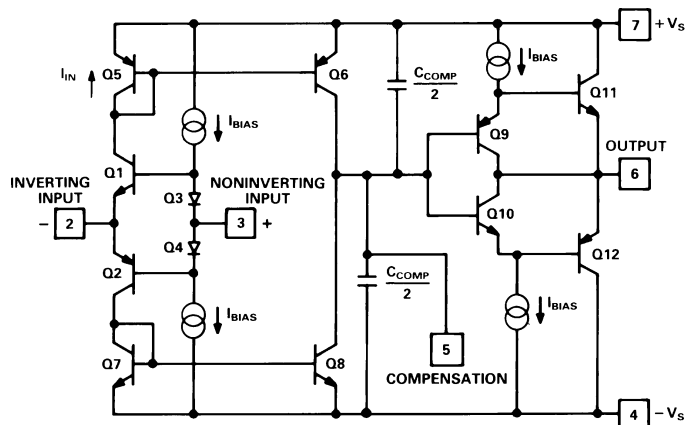 7 +VS
IIN
Q5
Q6
CCOMP
2
IBIAS
Q11
IBIAS
Q9
OUTPUT
6
Q1
INVERTING
INPUT
NONINVERTING
INPUT
Q3
- 2
3 +
Q4
Q10
Q2
Q12
CCOMP
2
IBIAS
IBIAS
5
COMPENSATION
Q7
Q8
4 -VS